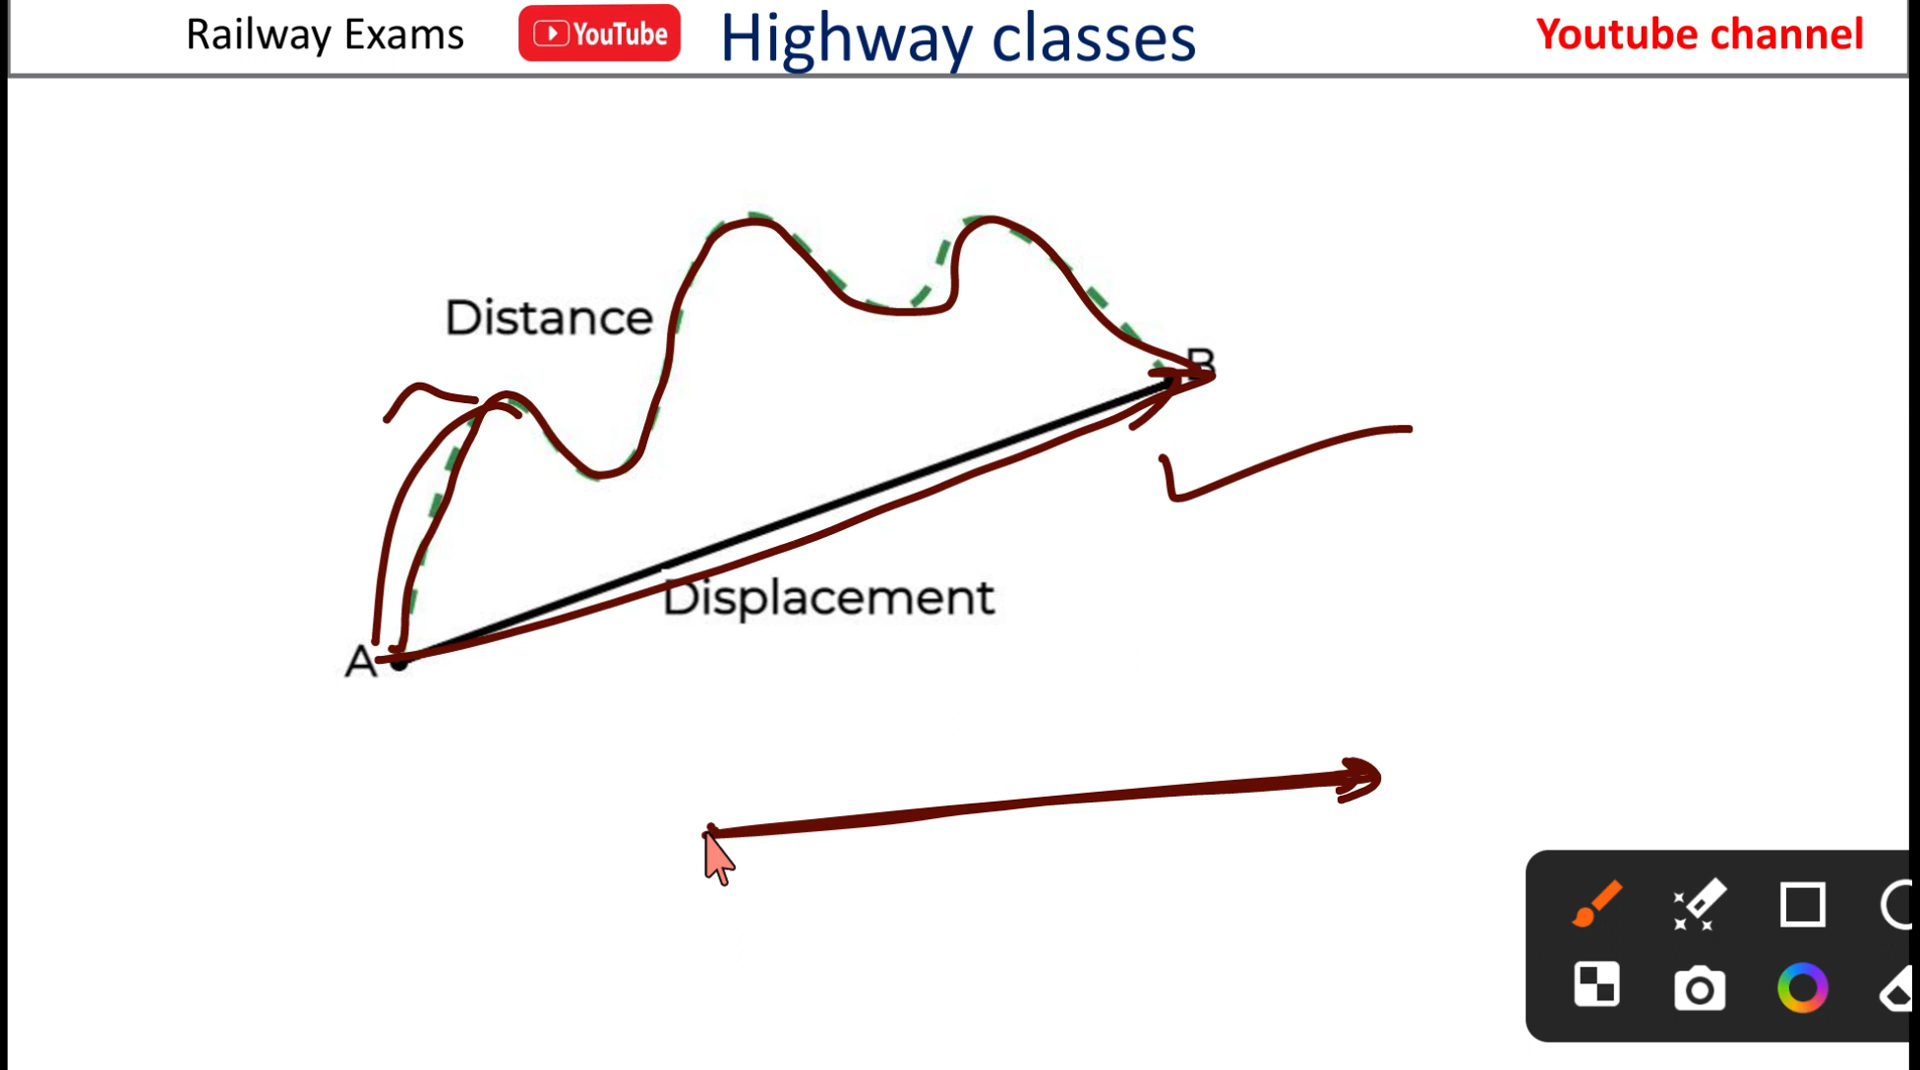 Railway Exams YouTube Highway classes Youtube channel
Distance
B
Displacement
A